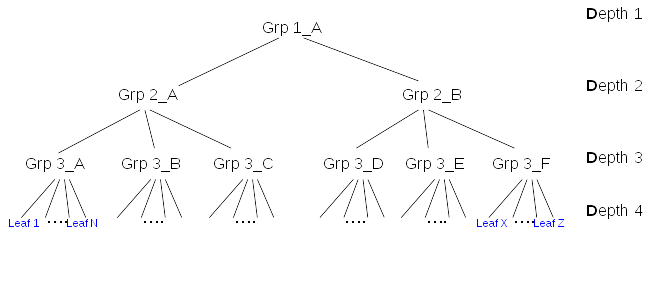 Grp 1_A Depth 1
Grp 2_A Grp 2_B Depth 2
Grp 3_A Grp 3_B Grp 3_C Grp 3_D Grp 3_E Grp 3_F Depth 3
Depth 4
Leaf 1 .... Leaf N .... .... .... .... Leaf X .... Leaf Z